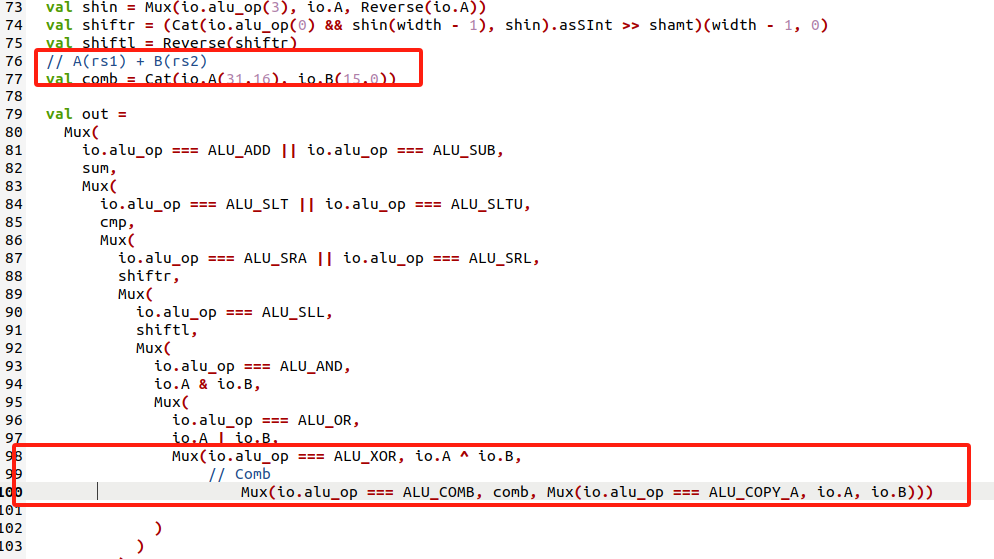 73 val shin = Mux(io.alu_op(3), io.A, Reverse(io.A))
74 val shiftr = (Cat(io.alu_op(0) && shin(width - 1), shin).asSInt >> shamt)(width - 1, 0)
75 val shiftl = Reverse(shiftr)
76 // A(rs1) + B(rs2)
77 val comb = Cat(io.A(31,16), io.B(15,0))
78
79 val out =
80 Mux(
81 io.alu_op === ALU_ADD || io.alu_op === ALU_SUB,
82 sum,
83 Mux(
84 io.alu_op === ALU_SLT || io.alu_op === ALU_SLTU,
85 cmp,
86 Mux(
87 io.alu_op === ALU_SRA || io.alu_op === ALU_SRL,
88 shiftr,
89 Mux(
90 io.alu_op === ALU_SLL,
91 shiftl,
92 Mux(
93 io.alu_op === ALU_AND,
94 io.A & io.B,
95 Mux(
96 io.alu_op === ALU_OR,
97 io.A | io.B,
98 Mux(io.alu_op === ALU_XOR, io.A ^ io.B,
99 // Comb
100 Mux(io.alu_op === ALU_COMB, comb, Mux(io.alu_op === ALU_COPY_A, io.A, io.B)))
101
102 )
103 )